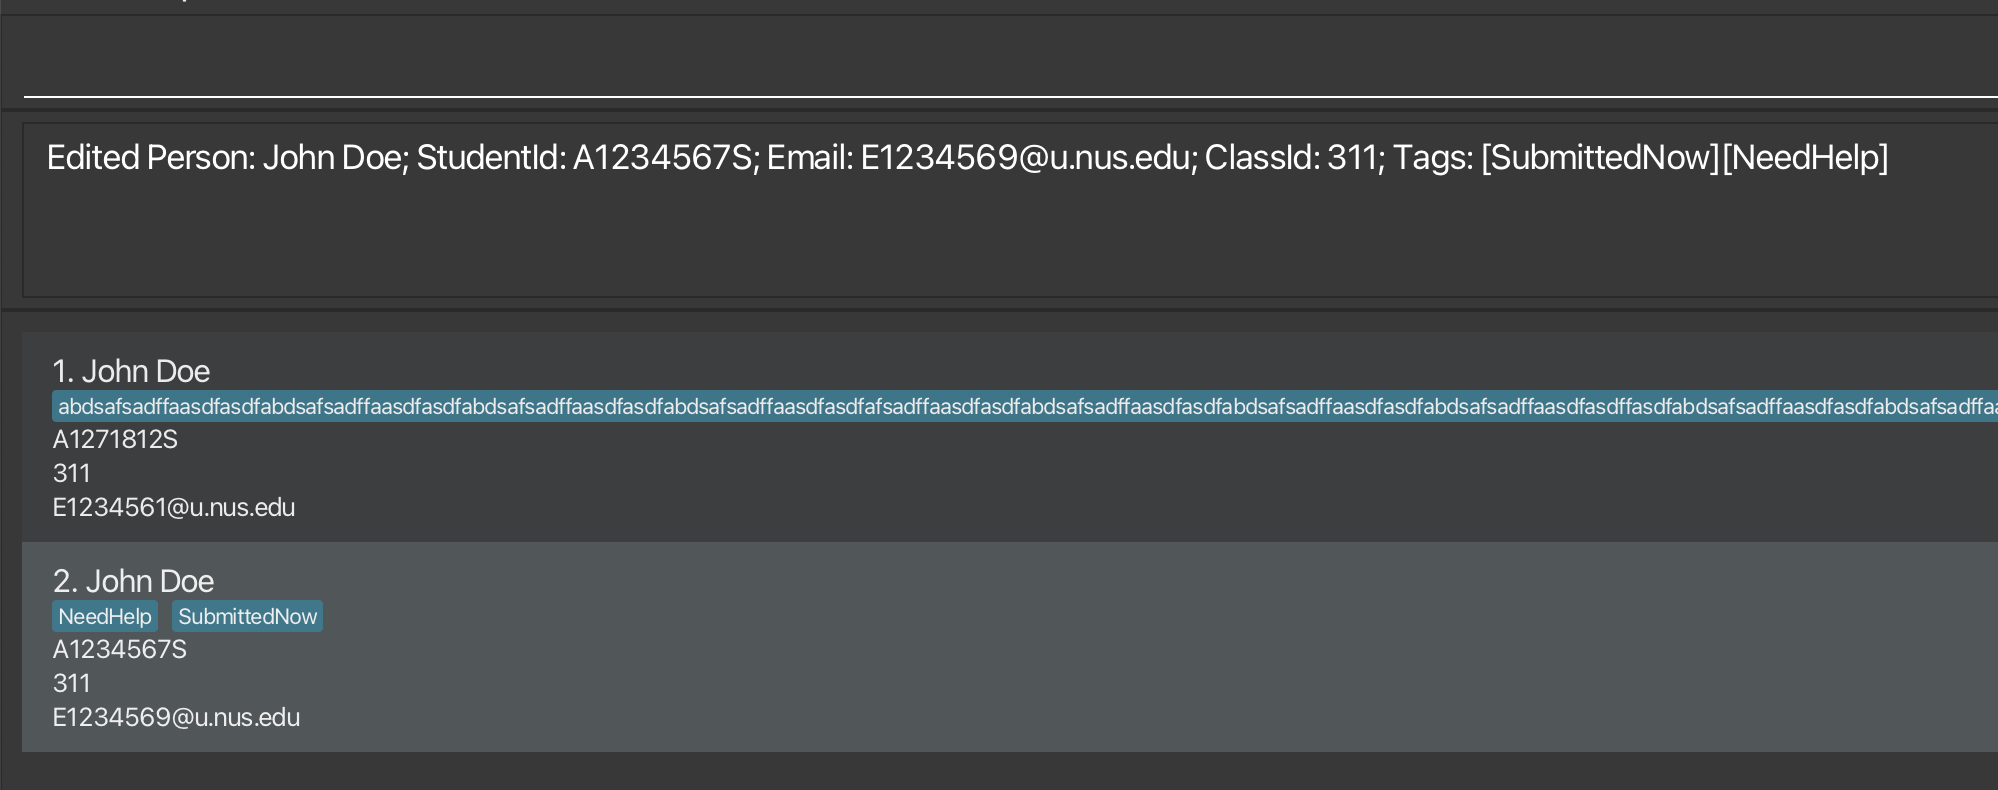 Edited Person: John Doe; StudentId: A1234567S; Email: E1234569@u.nus.edu; ClassId: 311; Tags: [SubmittedNow][NeedHelp]
1. John Doe
abdsafsadffaasdfasdfabdsafsadffaasdfasdfabdsafsadffaasdfasdfabdsafsadffaasdfasdfafsadffaasdfasdfabdsafsadffaasdfasdfabdsafsadffaasdfasdfabdsafsadffaasdfasdffasdfabdsafsadffaasdfasdfabdsafsadffa
A1271812S
311
E1234561@u.nus.edu
2. John Doe
NeedHelp SubmittedNow
A1234567S
311
E1234569@u.nus.edu